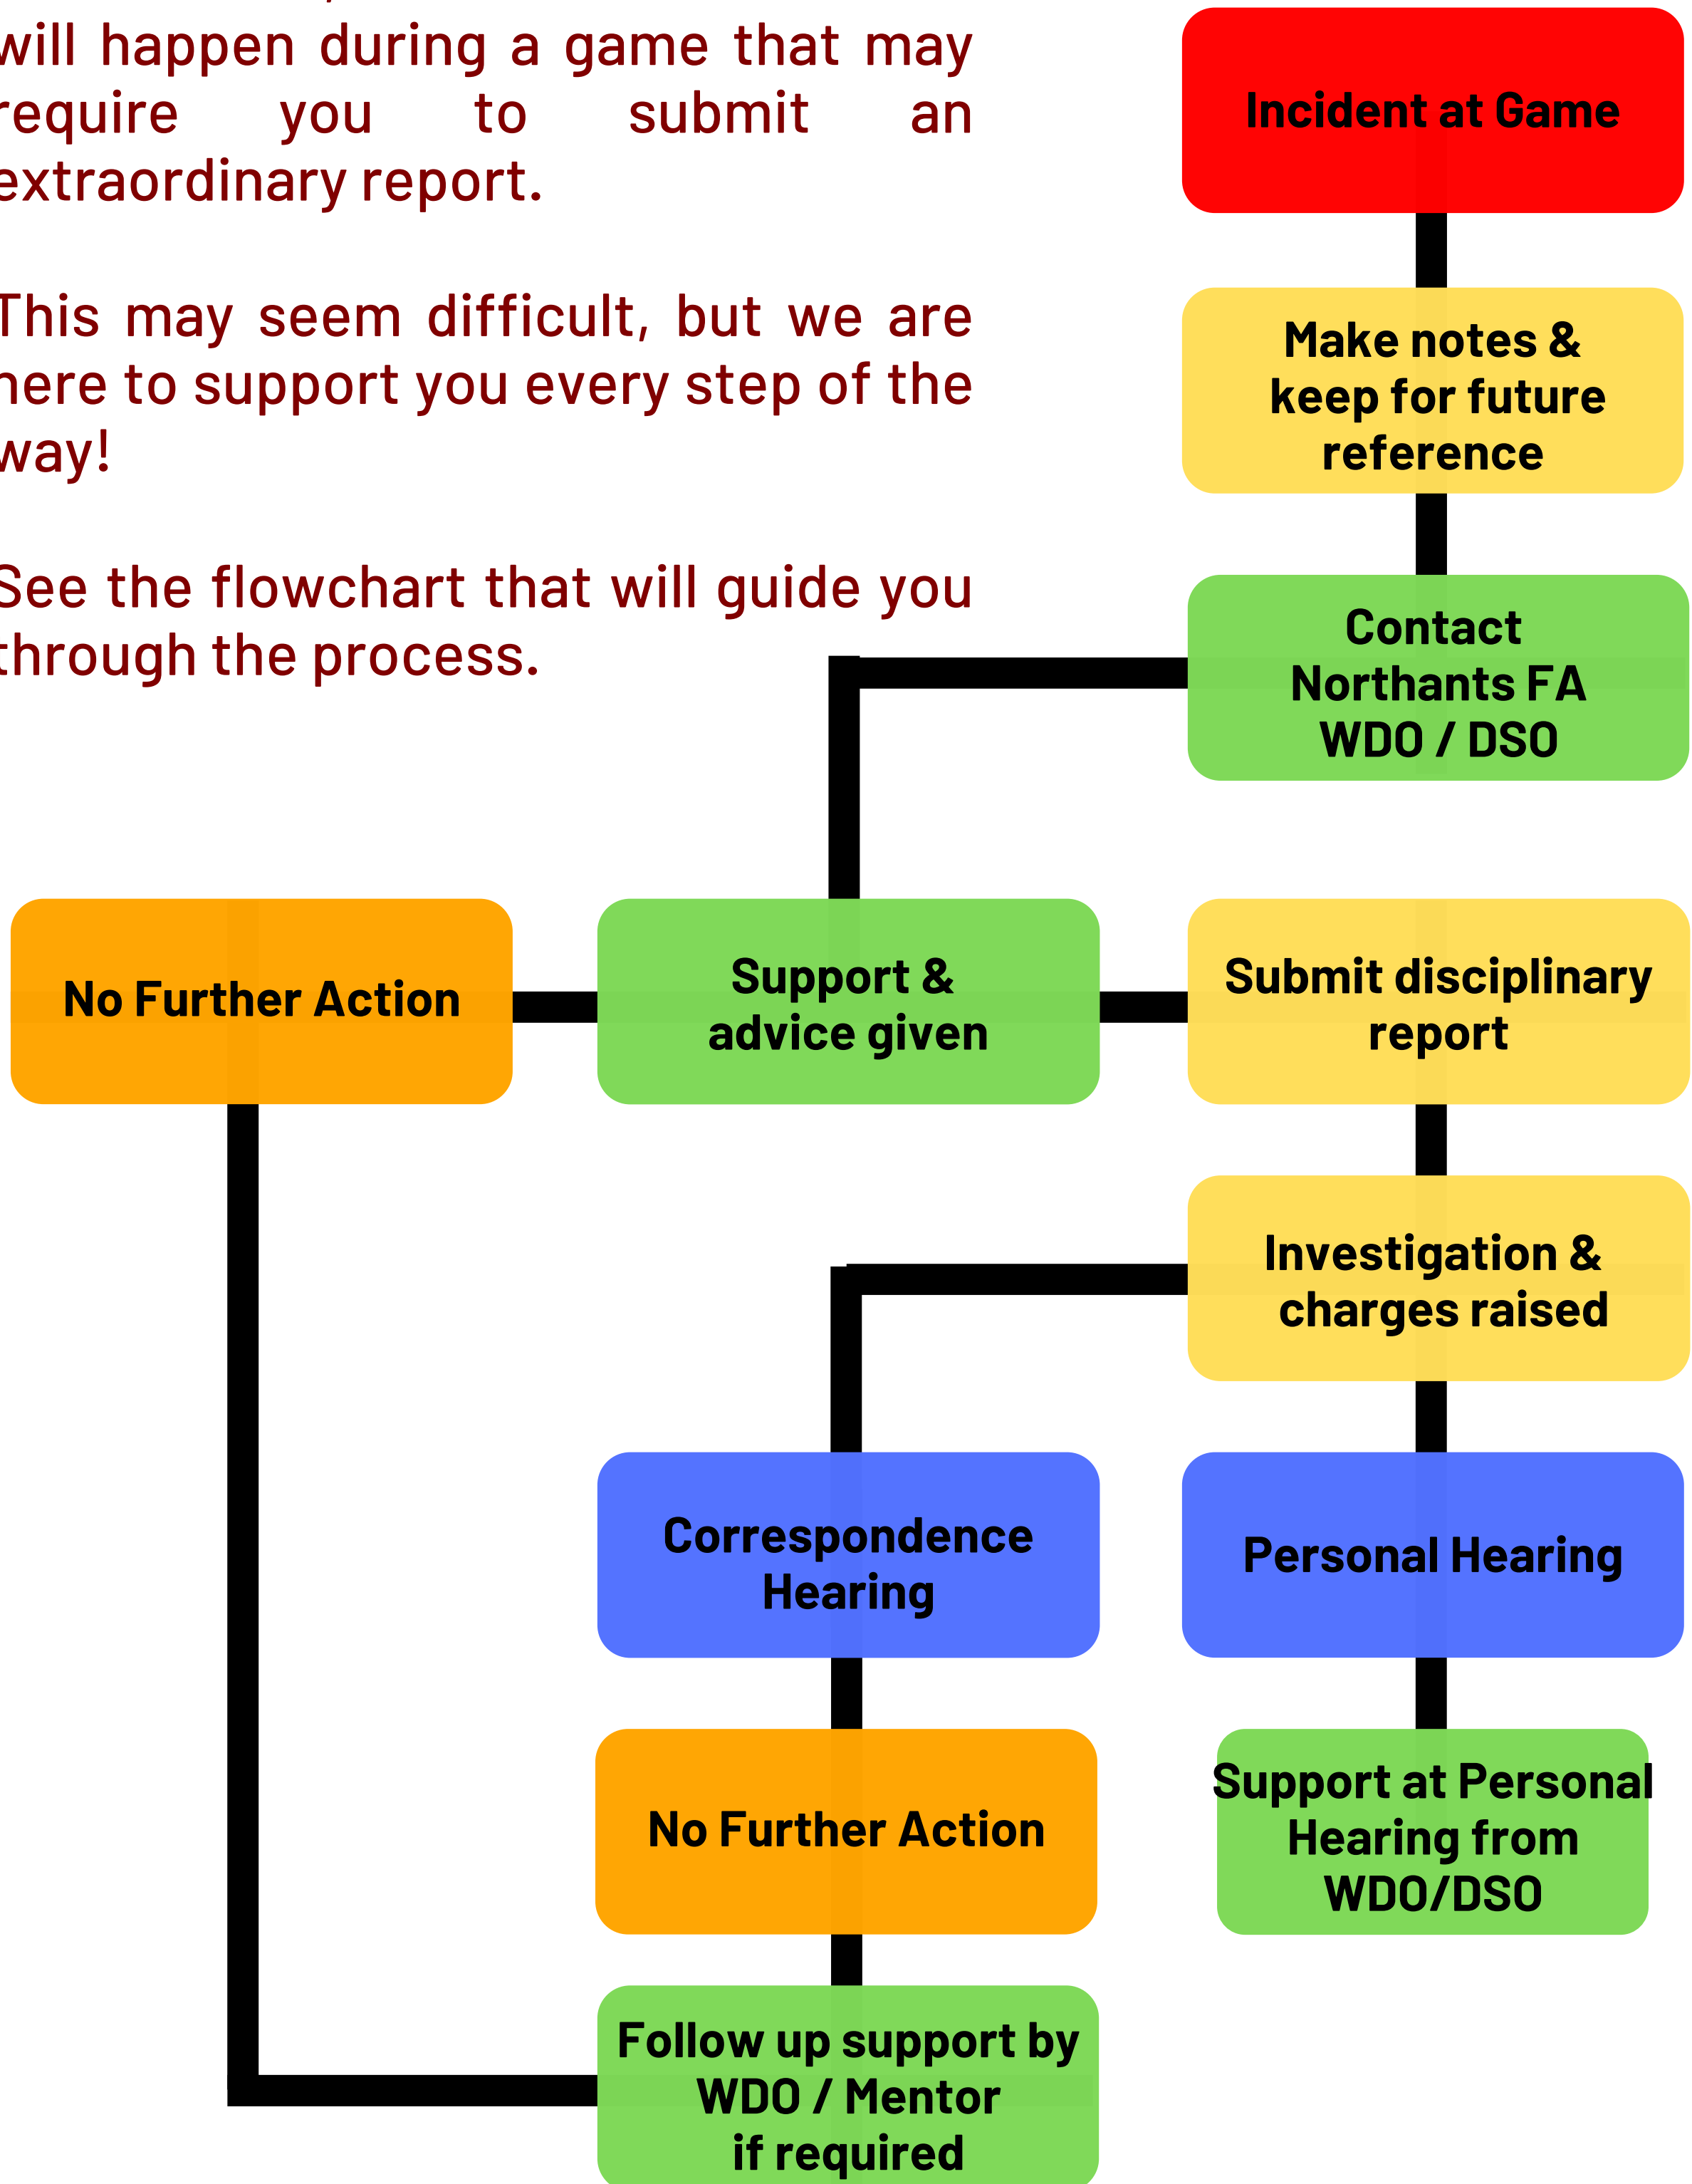 will happen during a game that may
require you to submit an
extraordinary report.
This may seem difficult, but we are
here to support you every step of the
way!
See the flowchart that will guide you
through the process.
Incident at Game
Make notes &
keep for future
reference
Contact
Northants FA
WDO / DSO
No Further Action
Support &
advice given
Submit disciplinary
report
Investigation &
charges raised
Correspondence
Hearing
Personal Hearing
No Further Action
Support at Personal
Hearing from
WDO/DSO
Follow up support by
WDO / Mentor
if required